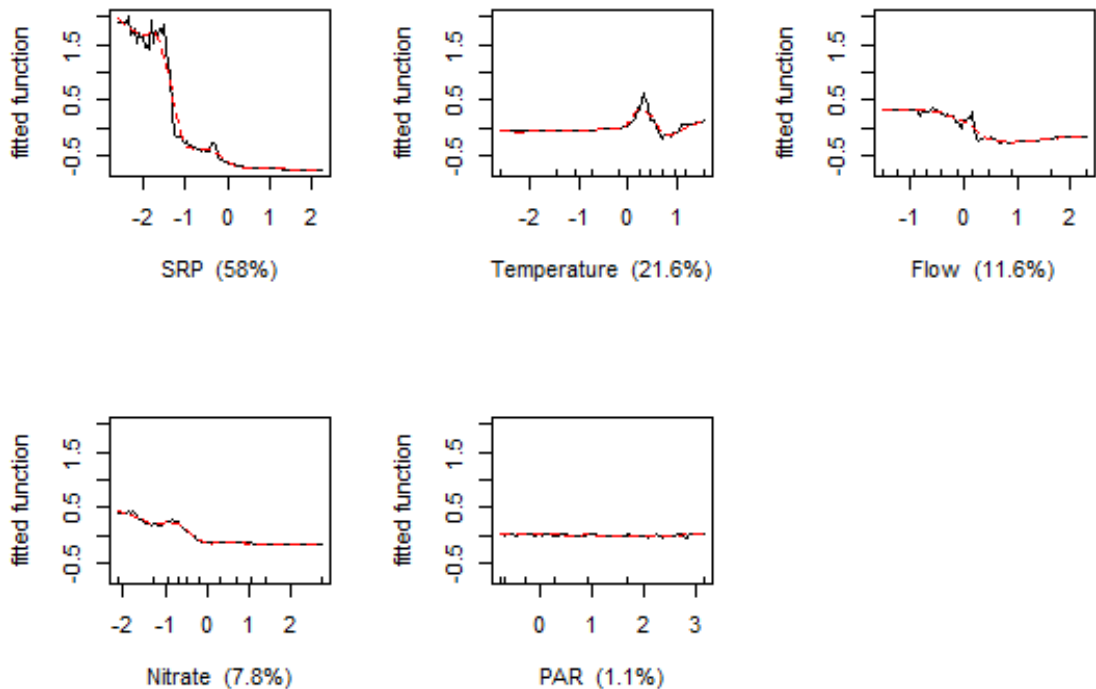 fitted function
-0.5 0.5 1.5
-2 -1 0 1 2
SRP (58%)
fitted function
-0.5 0.5 1.5
-2 -1 0 1
Temperature (21.6%)
fitted function
-0.5 0.5 1.5
-1 0 1 2
Flow (11.6%)
fitted function
-0.5 0.5 1.5
-2 -1 0 1 2
Nitrate (7.8%)
fitted function
-0.5 0.5 1.5
0 1 2 3
PAR (1.1%)